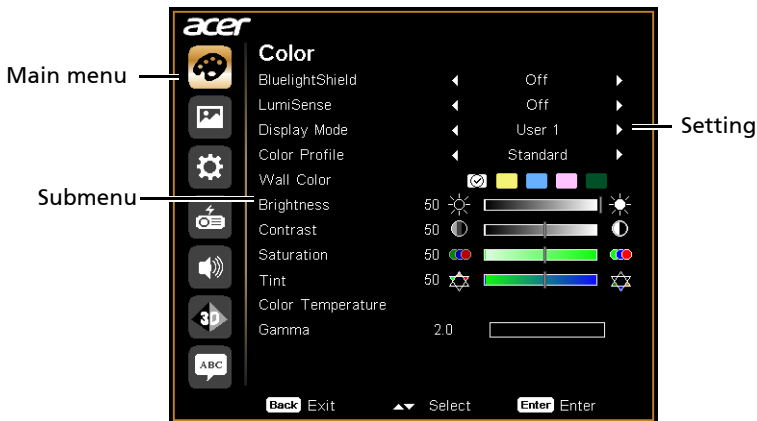 acer
Color
Main menu
BluelightShield Off
LumiSense Off
Display Mode User 1
Setting
Color Profile Standard
Wall Color
Submenu
Brightness 50
Contrast 50
Saturation 50
Tint 50
Color Temperature
3D
Gamma 2.0
ABC
Back Exit Select Enter Enter